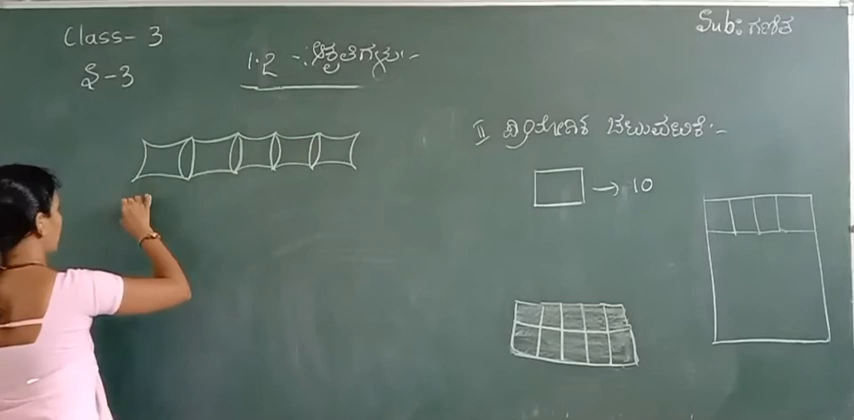 Class- 3
ತ-3
1.2 -: ಆಕೃತಿಗಳು:-
Sub: ಗಣಿತ
II ಪ್ರಾಯೋಗಿಕ ಚಟುವಟಿಕೆ:-
→ 10